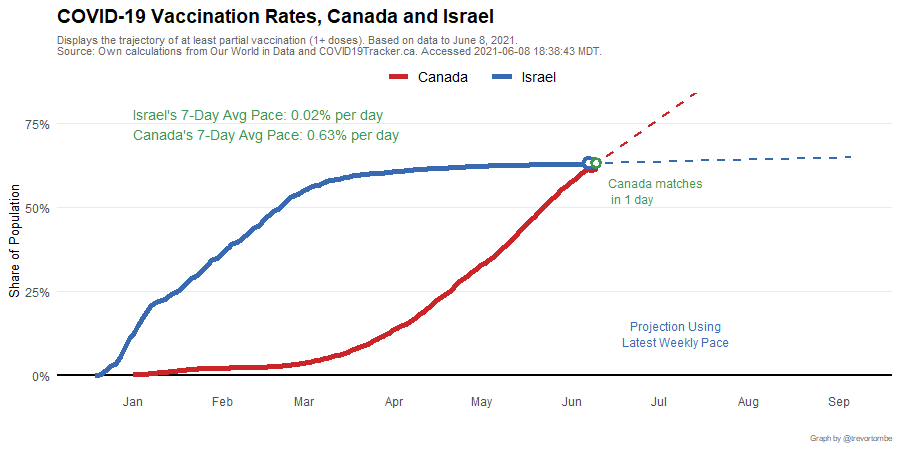 COVID-19 Vaccination Rates, Canada and Israel
Displays the trajectory of at least partial vaccination (1+ doses). Based on data to June 8, 2021.
Source: Own calculations from Our World in Data and COVID19Tracker.ca. Accessed 2021-06-08 18:38:43 MDT.
Canada Israel
Israel's 7-Day Avg Pace: 0.02% per day
Canada's 7-Day Avg Pace: 0.63% per day
75%
50%
25%
0%
Share of Population
Canada matches
in 1 day
Projection Using
Latest Weekly Pace
Jan Feb Mar Apr May Jun Jul Aug Sep
Graph by @trevortombe